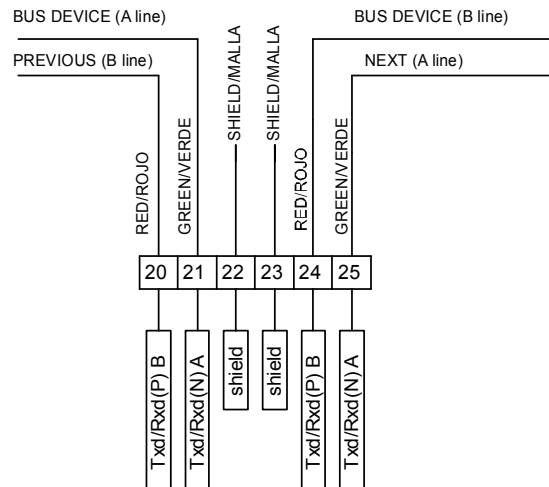 BUS DEVICE (A line)
PREVIOUS (B line)
BUS DEVICE (B line)
NEXT (A line)
RED/ROJO
GREEN/VERDE
SHIELD/MALLA
SHIELD/MALLA
RED/ROJO
GREEN/VERDE
20 21 22 23 24 25
Txd/Rxd(P) B
Txd/Rxd(N) A
shield
shield
Txd/Rxd(P) B
Txd/Rxd(N) A